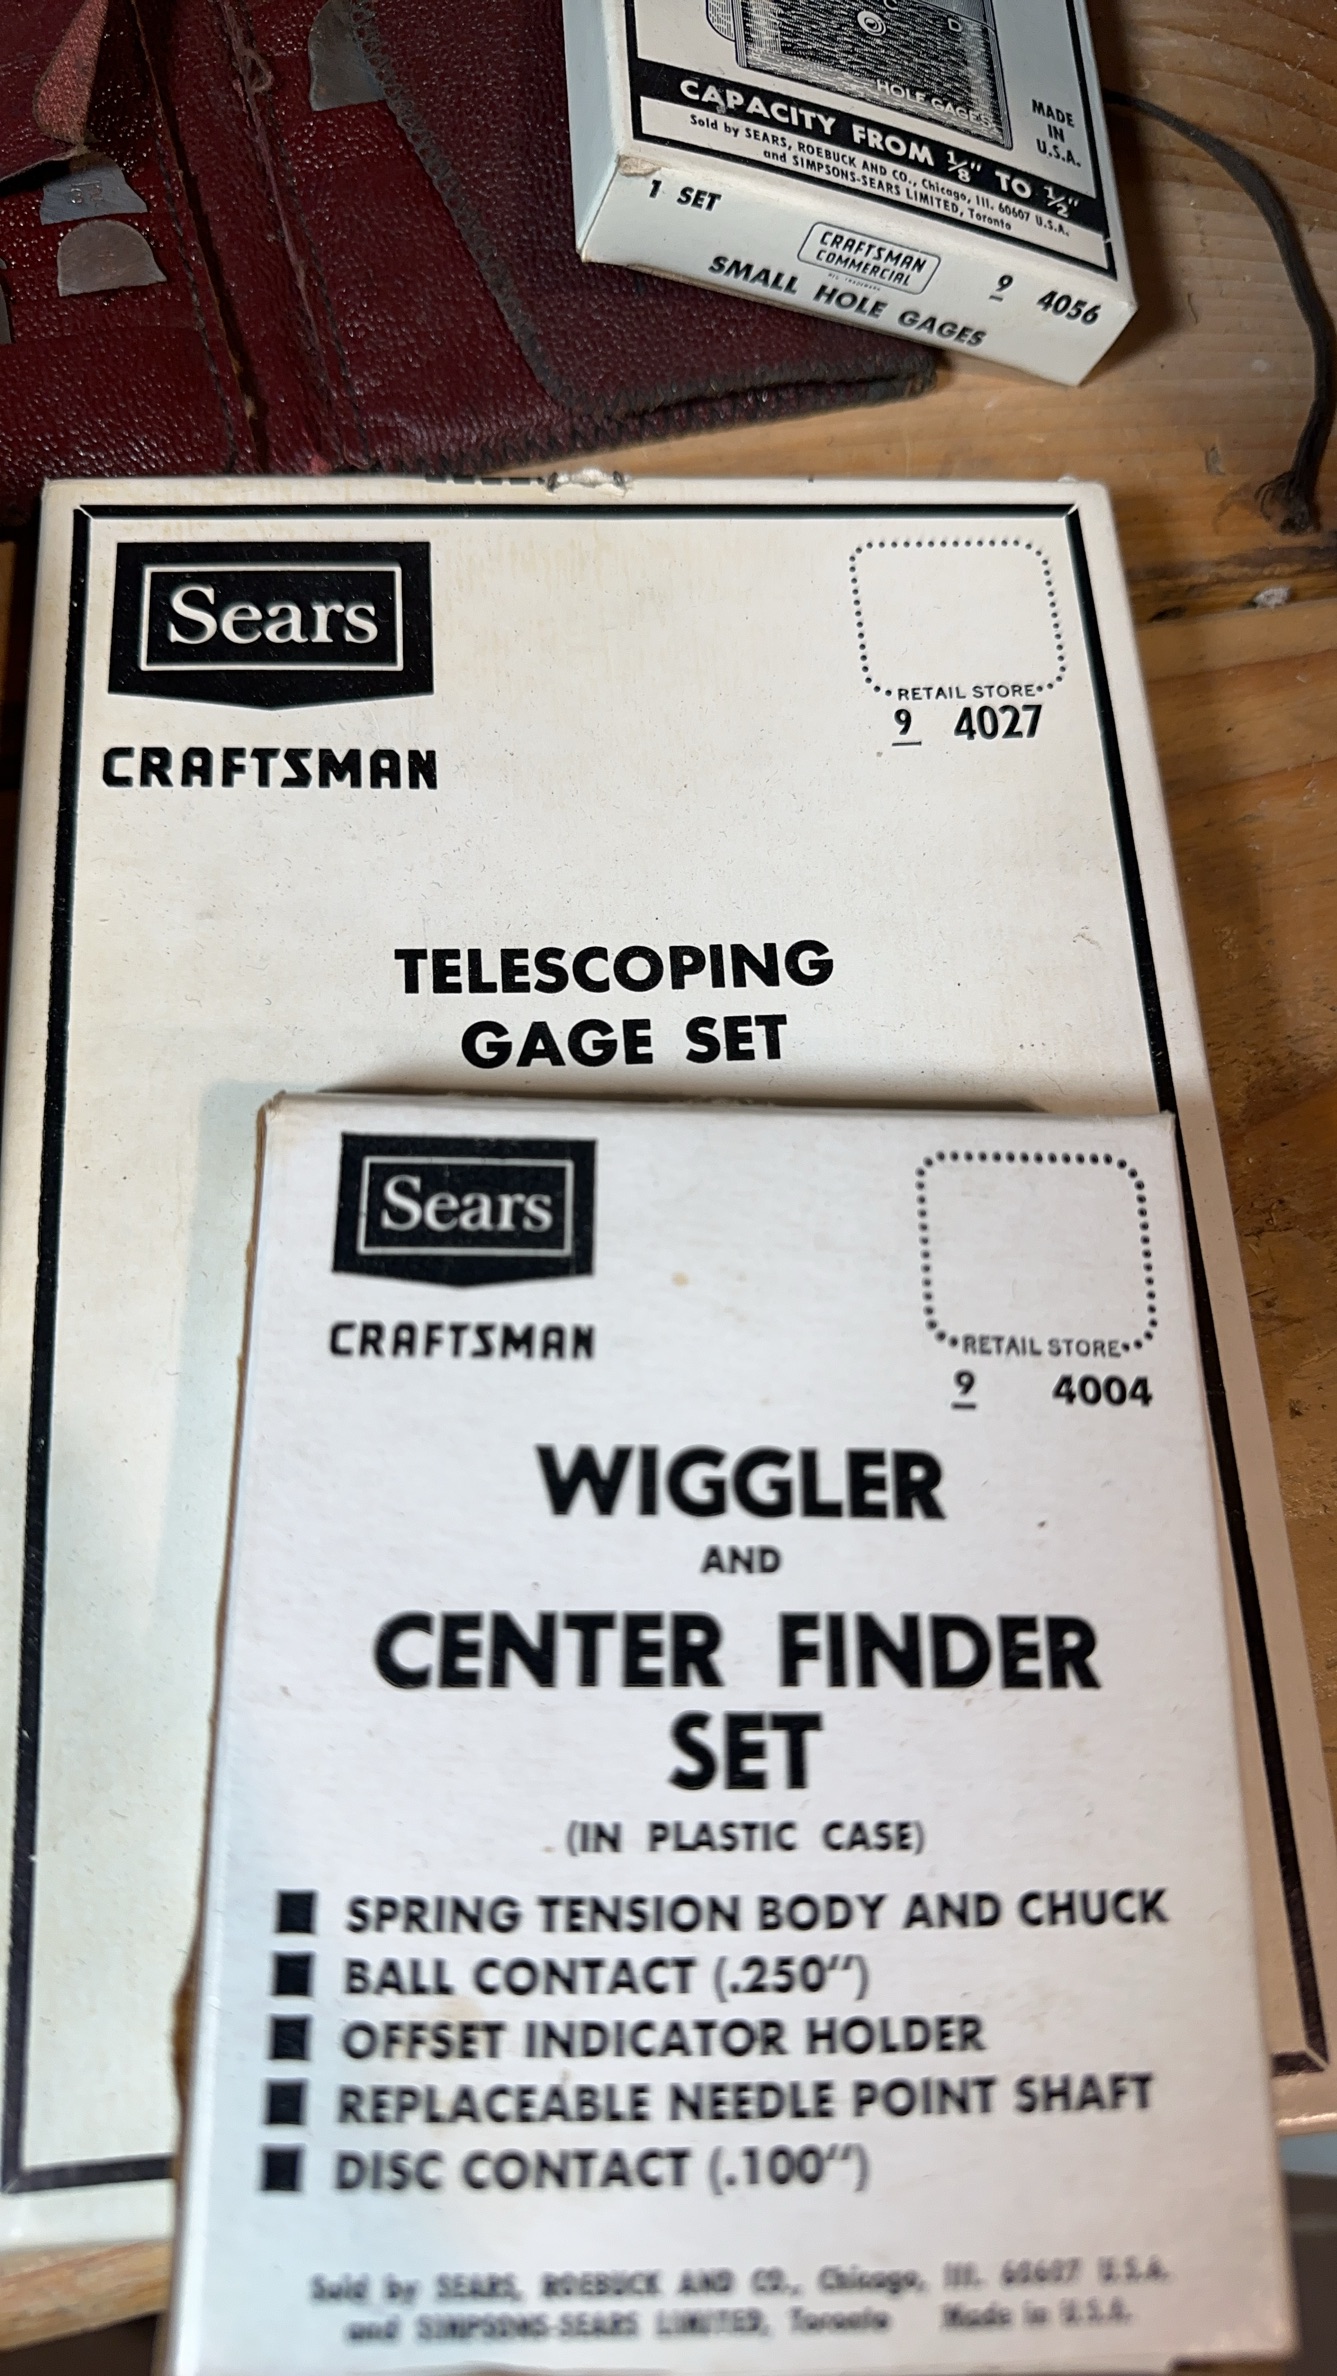 C
D
HOLE GAGES
CAPACITY FROM 1/8" TO 1/2"
MADE
IN
U.S.A.
Sold by SEARS, ROEBUCK AND CO., Chicago, Ill. 60607 U.S.A.
and SIMPSONS-SEARS LIMITED, Toronto
1 SET
CRAFTSMAN
COMMERCIAL
9 4056
SMALL HOLE GAGES
Sears
CRAFTSMAN
RETAIL STORE
9 4027
TELESCOPING
GAGE SET
Sears
CRAFTSMAN
RETAIL STORE
9 4004
WIGGLER
AND
CENTER FINDER
SET
(IN PLASTIC CASE)
■ SPRING TENSION BODY AND CHUCK
■ BALL CONTACT (.250")
■ OFFSET INDICATOR HOLDER
■ REPLACEABLE NEEDLE POINT SHAFT
■ DISC CONTACT (.100")
Sold by SEARS, ROEBUCK AND CO., Chicago, Ill. 60607 U.S.A.
and SIMPSONS-SEARS LIMITED, Toronto Made in U.S.A.